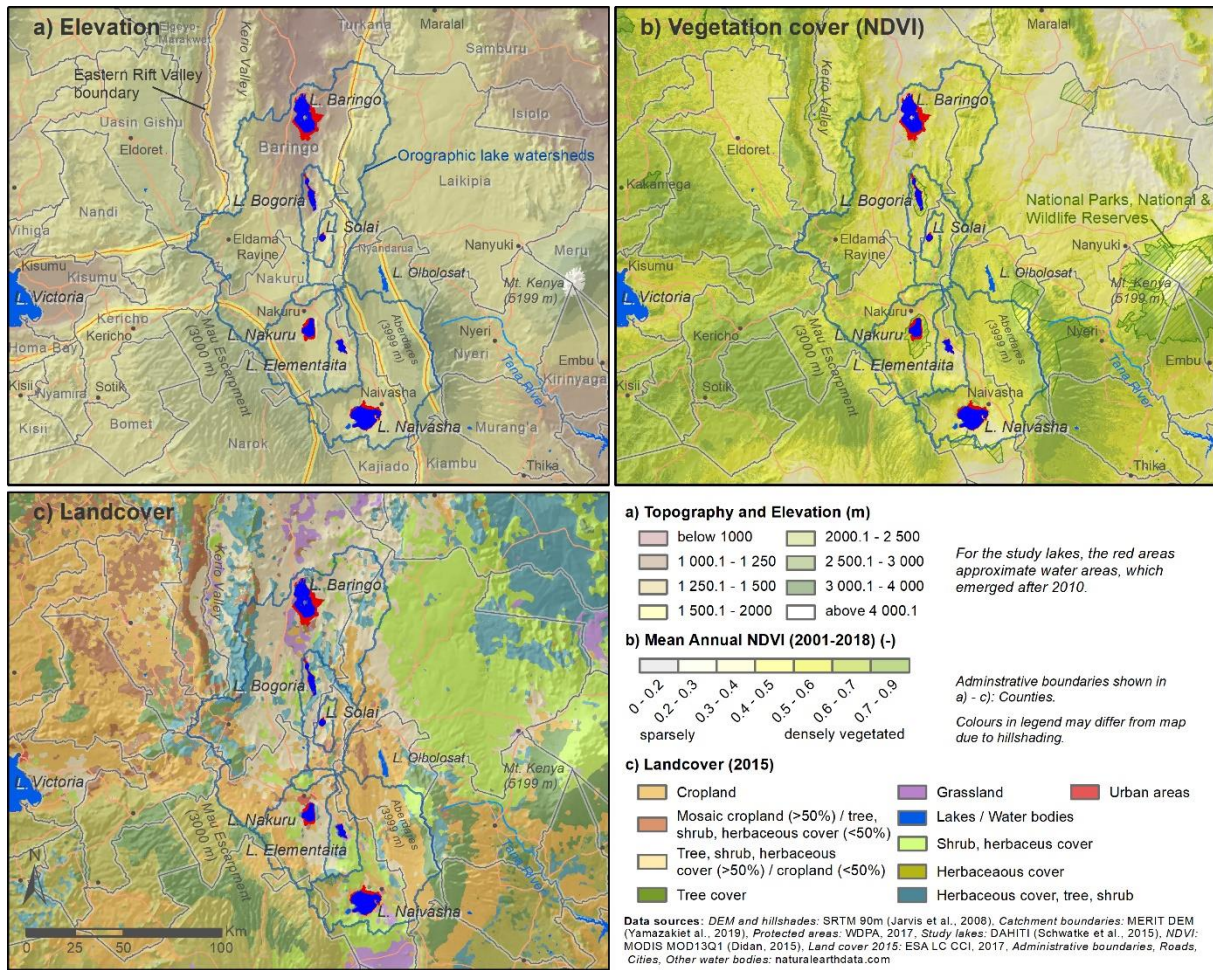 a) Elevation
Elgeyo-
Marakwet
Kerio Valley
Turkana
Maralal
Samburu
Eastern Rift Valley
boundary
L. Baringo
Isiolo
Uasin Gishu
Eldoret
Baringo
Orographic lake watersheds
Laikipia
L. Bogoria
Nandi
L. Solai
Vihiga
Eldama
Ravine
Nyandarua
Nanyuki
Meru
Kisumu
Kisumu
Nakuru
L. Olbolosat
Mt. Kenya
(5199 m)
L. Victoria
Kericho
Kericho
Nakuru
L. Nakuru
Aberdares
(3999 m)
Nyeri
Nyeri
Homa Bay
Mau Escarpment
(3000 m)
L. Elementaita
Tana River
Embu
Kirinyaga
Kisii
Nyamira
Sotik
Naivasha
Kisii
Bomet
L. Naivasha
Murang'a
Narok
Kajiado
Kiambu
Thika
b) Vegetation cover (NDVI)
Maralal
Kerio Valley
L. Baringo
Eldoret
Kakamega
L. Bogoria
National Parks, National &
Wildlife Reserves
L. Solai
Eldama
Ravine
Nanyuki
Kisumu
L. Olbolosat
Mt. Kenya
(5199 m)
L. Victoria
Nakuru
Kericho
L. Nakuru
Aberdares
(3999 m)
Nyeri
Mau Escarpment
(3000 m)
L. Elementaita
Tana River
Embu
Kisii
Sotik
Naivasha
L. Naivasha
Thika
c) Landcover
Kerio Valley
L. Baringo
L. Bogoria
L. Solai
L. Olbolosat
Mt. Kenya
(5199 m)
L. Victoria
L. Nakuru
Aberdares
(3999 m)
Mau Escarpment
(3000 m)
L. Elementaita
Tana River
N
L. Naivasha
Km
0 25 50 100
a) Topography and Elevation (m)
below 1000
2000.1 - 2 500
1 000.1 - 1 250
2 500.1 - 3 000
1 250.1 - 1 500
3 000.1 - 4 000
1 500.1 - 2000
above 4 000.1
For the study lakes, the red areas
approximate water areas, which
emerged after 2010.
b) Mean Annual NDVI (2001-2018) (-)
0 - 0.2
0.2 - 0.3
0.3 - 0.4
0.4 - 0.5
0.5 - 0.6
0.6 - 0.7
0.7 - 0.9
sparsely
densely vegetated
Adminstrative boundaries shown in
a) - c): Counties.
Colours in legend may differ from map
due to hillshading.
c) Landcover (2015)
Cropland
Mosaic cropland (>50%) / tree,
shrub, herbaceous cover (<50%)
Tree, shrub, herbaceous
cover (>50%) / cropland (<50%)
Tree cover
Grassland
Lakes / Water bodies
Shrub, herbaceus cover
Herbaceaous cover
Herbaceous cover, tree, shrub
Urban areas
Data sources: DEM and hillshades: SRTM 90m (Jarvis et al., 2008), Catchment boundaries: MERIT DEM
(Yamazakiet al., 2019), Protected areas: WDPA, 2017, Study lakes: DAHITI (Schwatke et al., 2015), NDVI:
MODIS MOD13Q1 (Didan, 2015), Land cover 2015: ESA LC CCI, 2017, Administrative boundaries, Roads,
Cities, Other water bodies: naturalearthdata.com